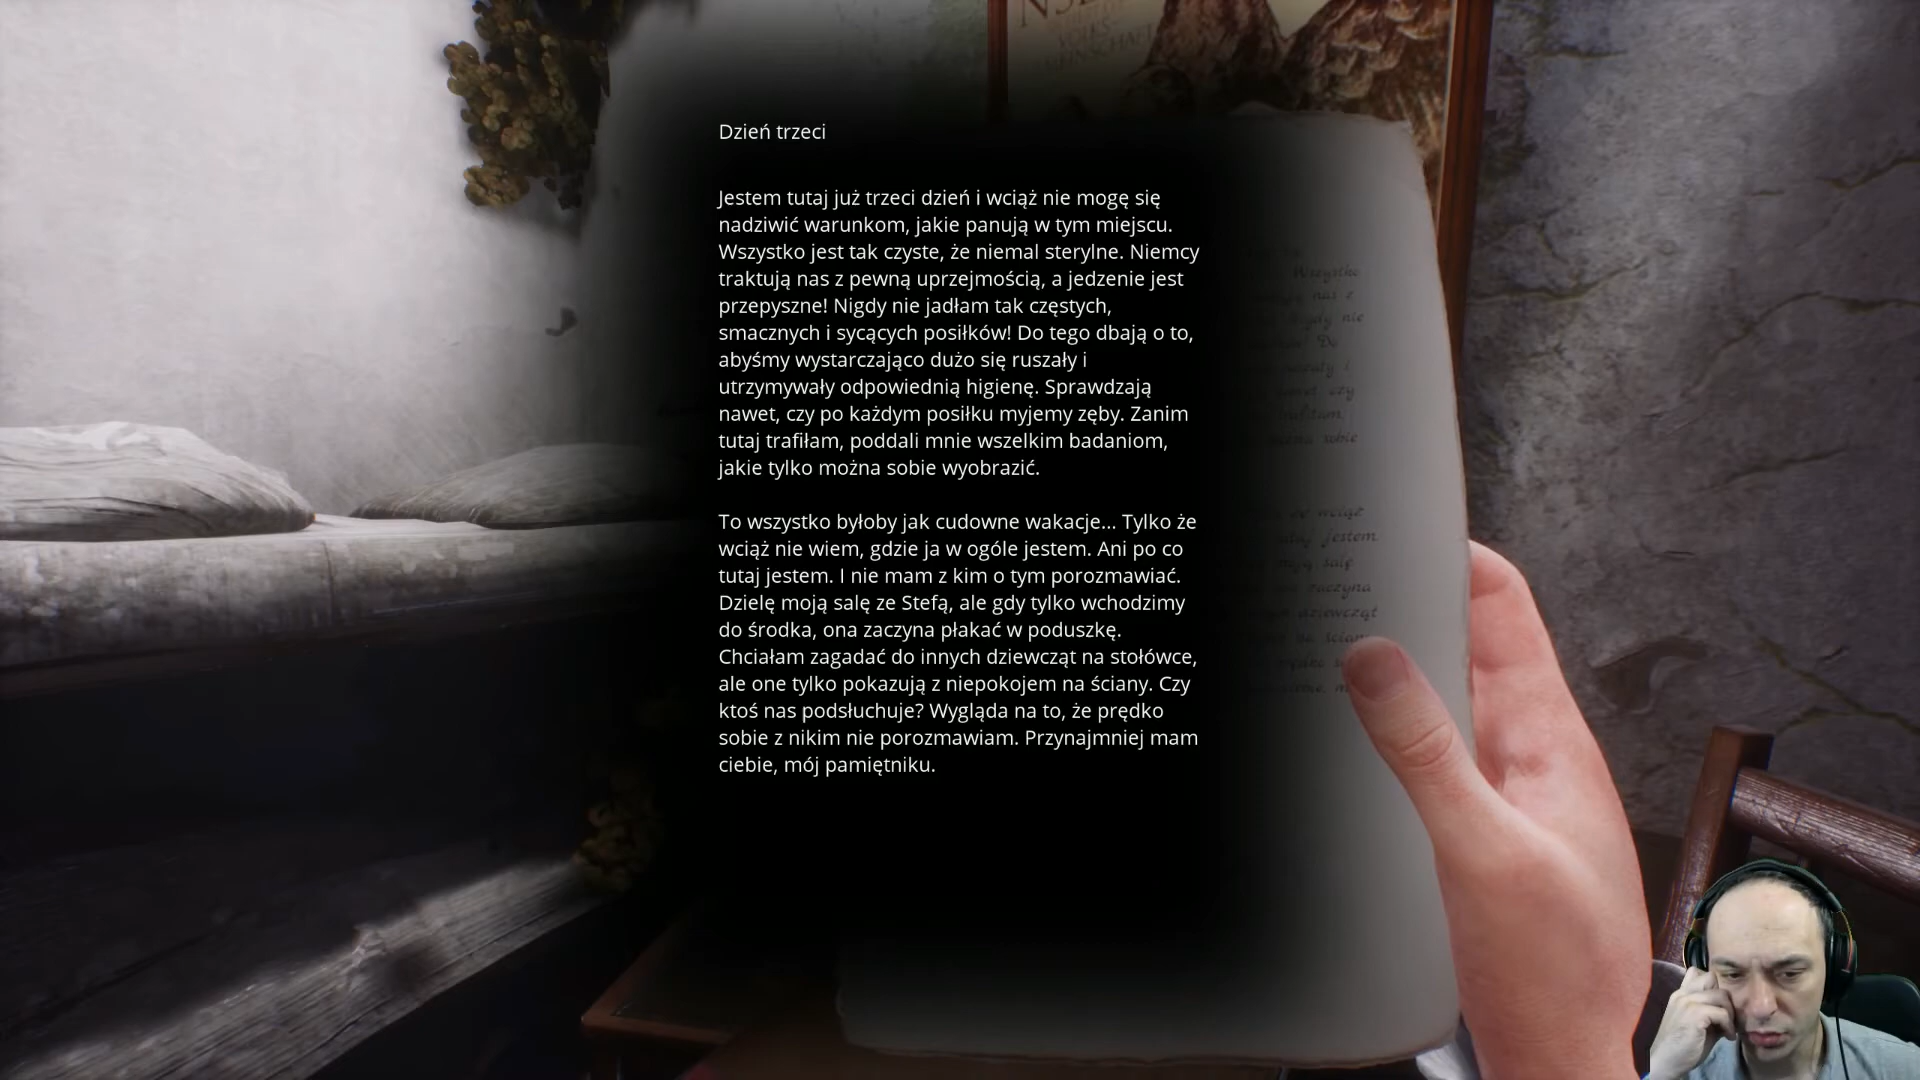 Dzień trzeci
Jestem tutaj już trzeci dzień i wciąż nie mogę się
nadziwić warunkom, jakie panują w tym miejscu.
Wszystko jest tak czyste, że niemal sterylne. Niemcy
traktują nas z pewną uprzejmością, a jedzenie jest
przepyszne! Nigdy nie jadłam tak częstych,
smacznych i sycących posiłków! Do tego dbają o to,
abyśmy wystarczająco dużo się ruszały i
utrzymywały odpowiednią higienę. Sprawdzają
nawet, czy po każdym posiłku myjemy zęby. Zanim
tutaj trafiłam, poddali mnie wszelkim badaniom,
jakie tylko można sobie wyobrazić.
To wszystko byłoby jak cudowne wakacje... Tylko że
wciąż nie wiem, gdzie ja w ogóle jestem. Ani po co
tutaj jestem. I nie mam z kim o tym porozmawiać.
Dzielę moją salę ze Stefą, ale gdy tylko wchodzimy
do środka, ona zaczyna płakać w poduszkę.
Chciałam zagadać do innych dziewcząt na stołówce,
ale one tylko pokazują z niepokojem na ściany. Czy
ktoś nas podsłuchuje? Wygląda na to, że prędko
sobie z nikim nie porozmawiam. Przynajmniej mam
ciebie, mój pamiętniku.